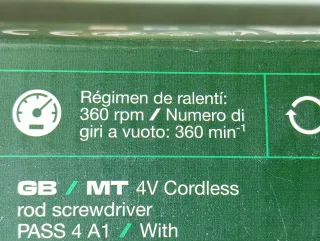 Régimen de ralentí:
360 rpm / Numero di
giri a vuoto: 360 min⁻¹
GB / MT 4V Cordless
rod screwdriver
PASS 4 A1 / With